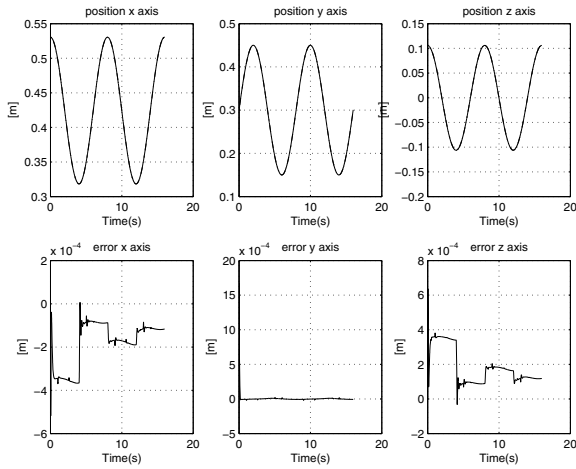 position x axis
position y axis
position z axis
0.55
0.5
0.45
0.4
0.35
0.3
[m]
0 10 20
Time(s)
0.5
0.4
0.3
0.2
0.1
[m]
0 10 20
Time(s)
0.15
0.1
0.05
0
−0.05
−0.1
−0.15
−0.2
[m]
0 10 20
Time(s)
x 10⁻⁴ error x axis
0
−2
−4
−6
[m]
0 10 20
Time(s)
x 10⁻⁴ error y axis
20
15
10
5
0
−5
[m]
0 10 20
Time(s)
x 10⁻⁴ error z axis
8
6
4
2
0
−2
[m]
0 10 20
Time(s)